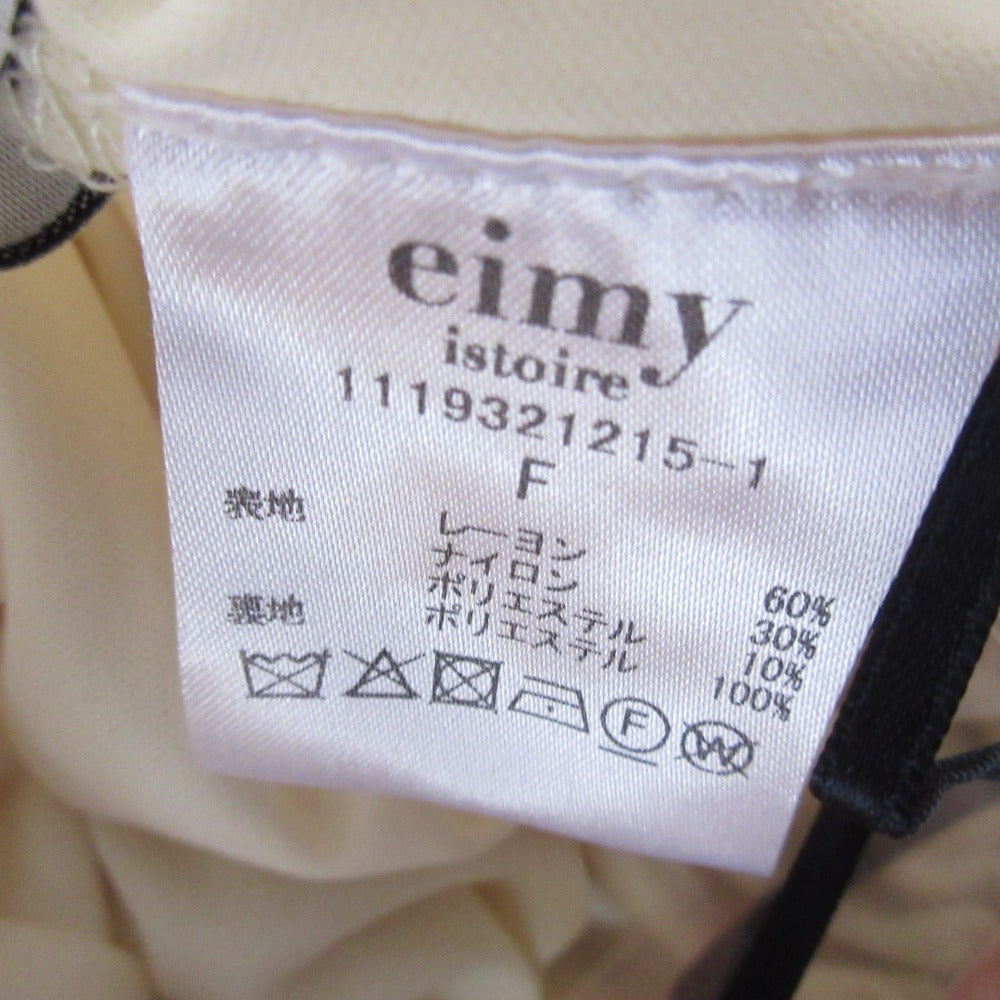 eimy
istoire
1119321215-1
F
表地 レーヨン 60%
ナイロン 30%
ポリエステル 10%
裏地 ポリエステル 100%
F W